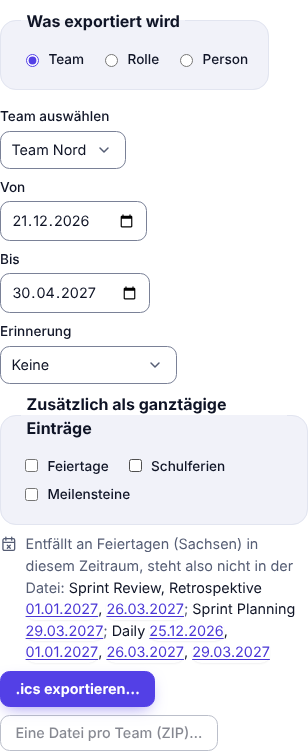 Was exportiert wird
Team Rolle Person
Team auswählen
Team Nord
Von
21.12.2026
Bis
30.04.2027
Erinnerung
Keine
Zusätzlich als ganztägige
Einträge
Feiertage Schulferien
Meilensteine
Entfällt an Feiertagen (Sachsen) in
diesem Zeitraum, steht also nicht in der
Datei: Sprint Review, Retrospektive
01.01.2027, 26.03.2027; Sprint Planning
29.03.2027; Daily 25.12.2026,
01.01.2027, 26.03.2027, 29.03.2027
.ics exportieren...
Eine Datei pro Team (ZIP)...